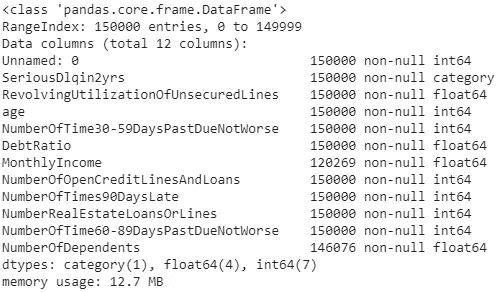 <class 'pandas.core.frame.DataFrame'>
RangeIndex: 150000 entries, 0 to 149999
Data columns (total 12 columns):
Unnamed: 0                              150000 non-null int64
SeriousDlqin2yrs                        150000 non-null category
RevolvingUtilizationOfUnsecuredLines    150000 non-null float64
age                                     150000 non-null int64
NumberOfTime30-59DaysPastDueNotWorse    150000 non-null int64
DebtRatio                               150000 non-null float64
MonthlyIncome                           120269 non-null float64
NumberOfOpenCreditLinesAndLoans         150000 non-null int64
NumberOfTimes90DaysLate                 150000 non-null int64
NumberRealEstateLoansOrLines            150000 non-null int64
NumberOfTime60-89DaysPastDueNotWorse    150000 non-null int64
NumberOfDependents                      146076 non-null float64
dtypes: category(1), float64(4), int64(7)
memory usage: 12.7 MB